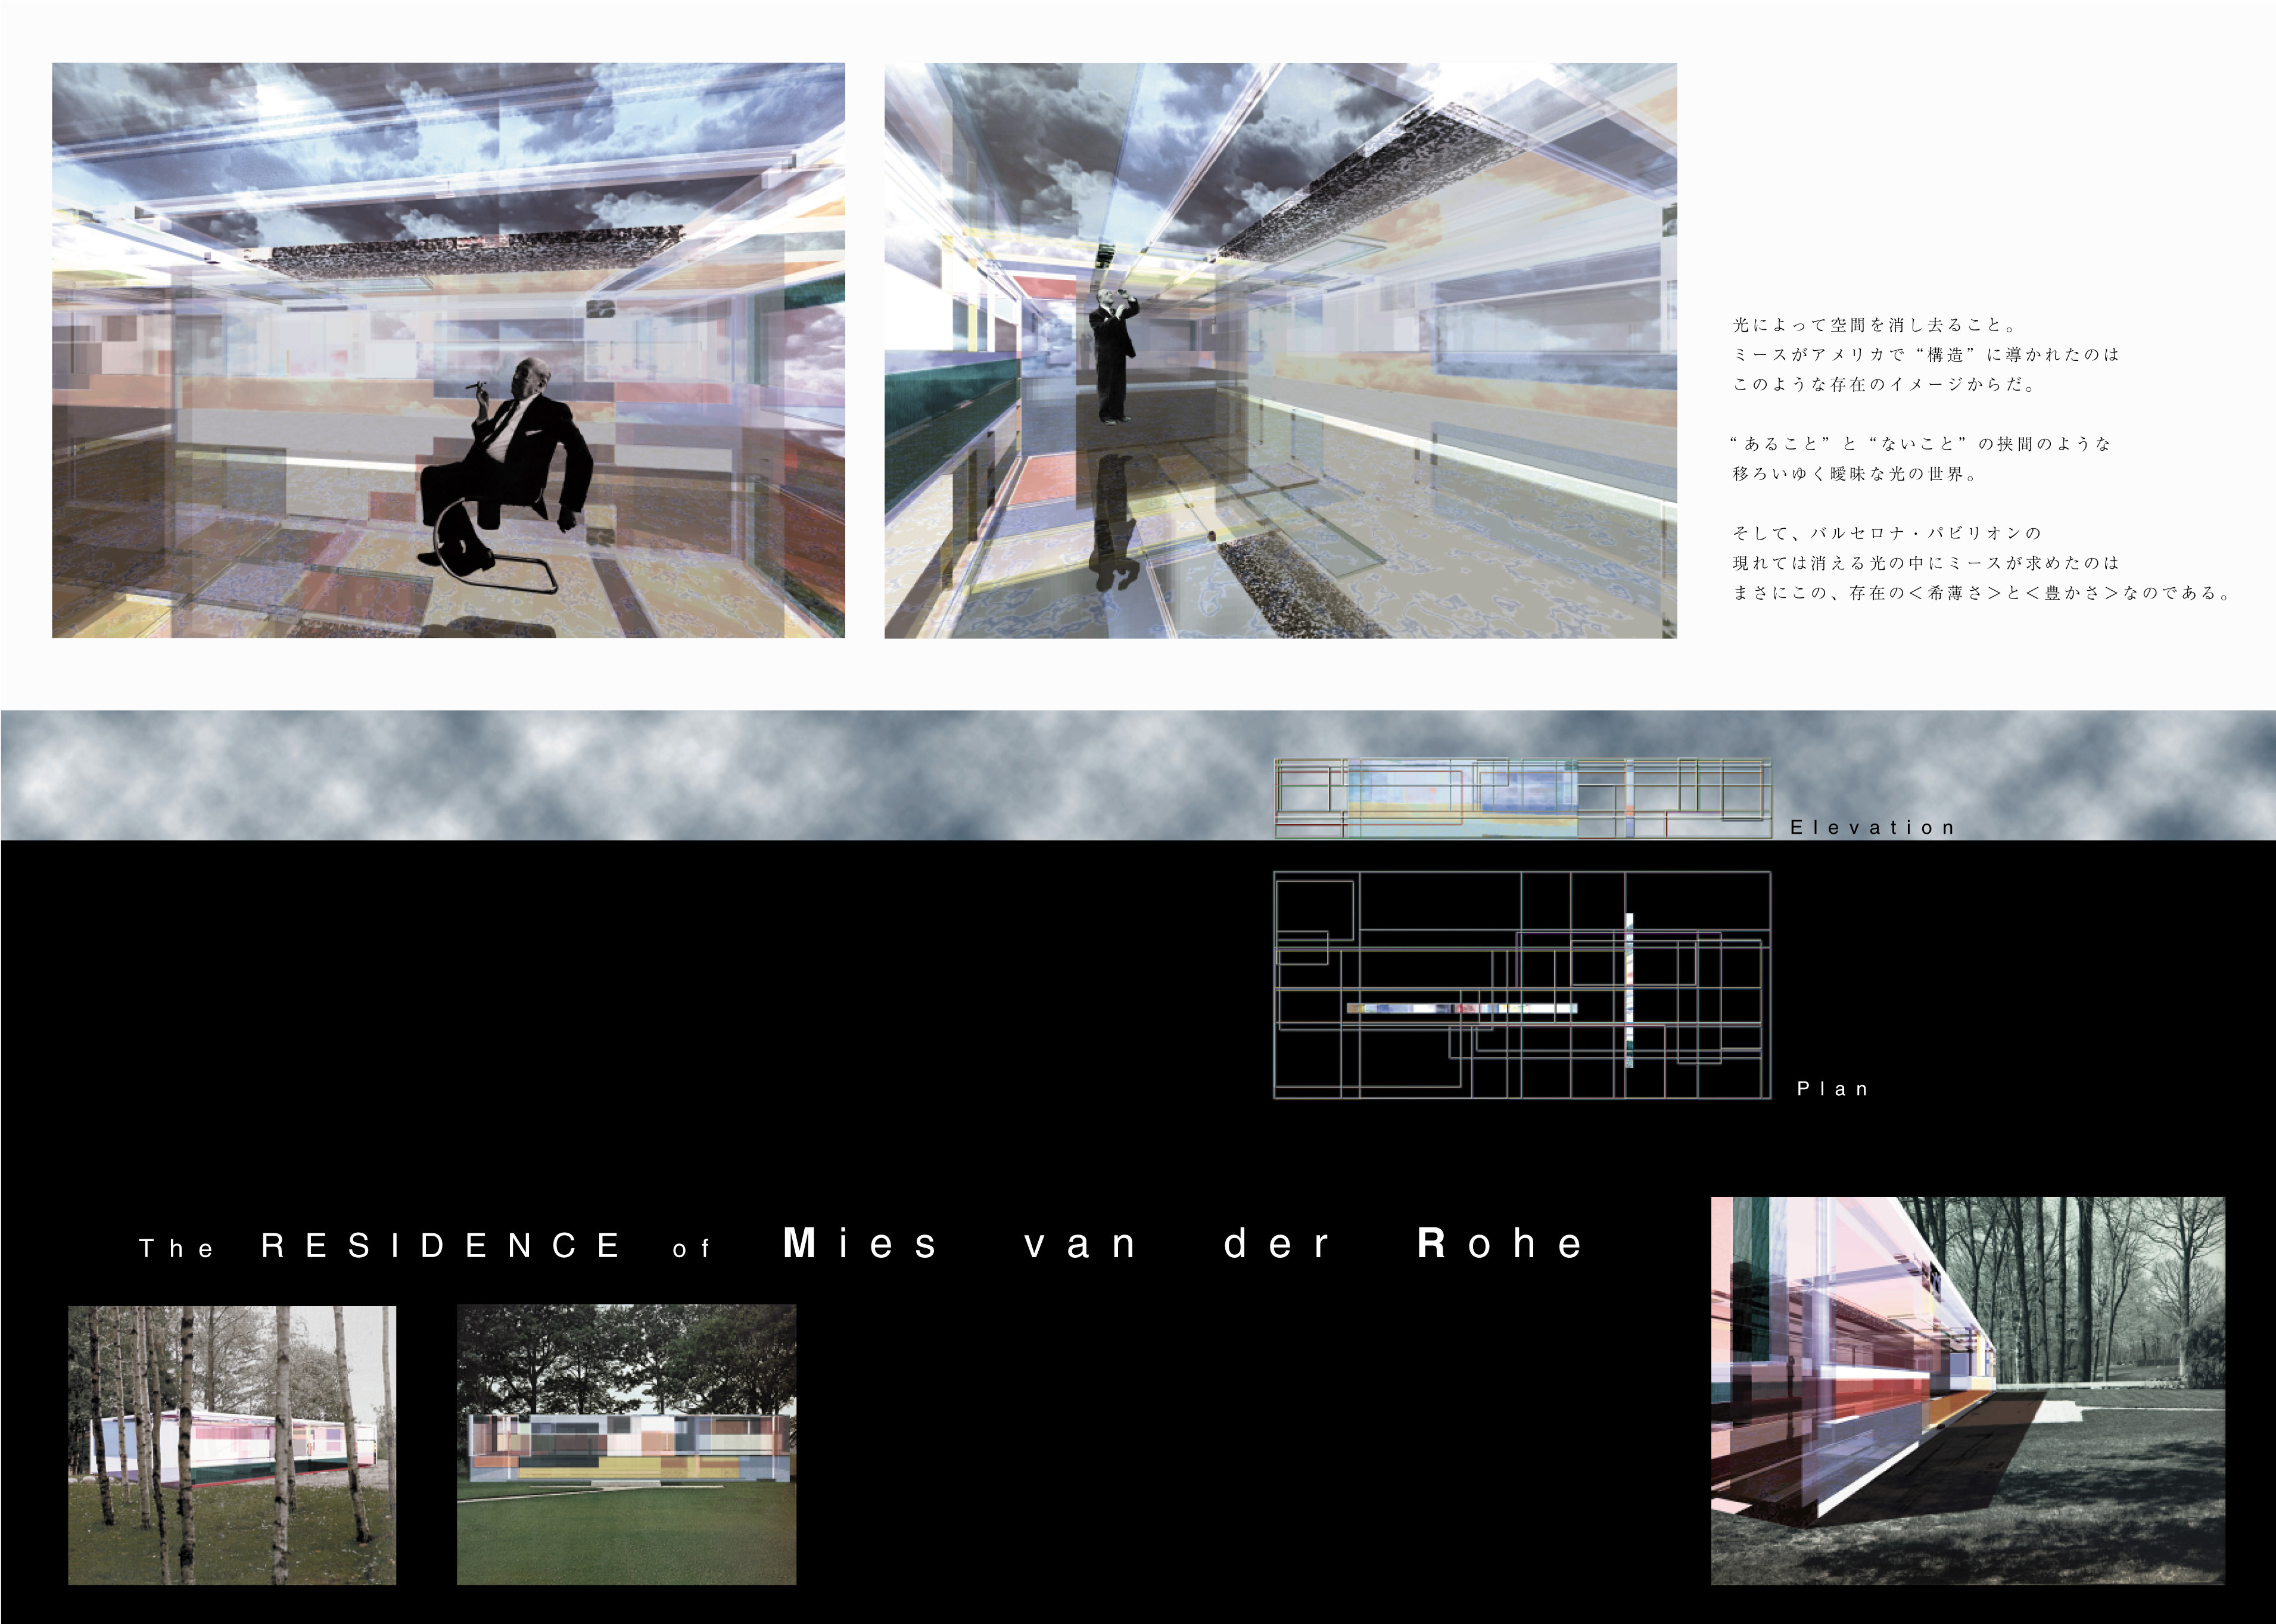 光によって空間を消し去ること。
ミースがアメリカで“構造”に導かれたのは
このような存在のイメージからだ。
“あること”と“ないこと”の挟間のような
移ろいゆく曖昧な光の世界。
そして、バルセロナ・パビリオンの
現れては消える光の中にミースが求めたのは
まさにこの、存在の＜希薄さ＞と＜豊かさ＞なのである。
Elevation
Plan
The RESIDENCE of Mies van der Rohe